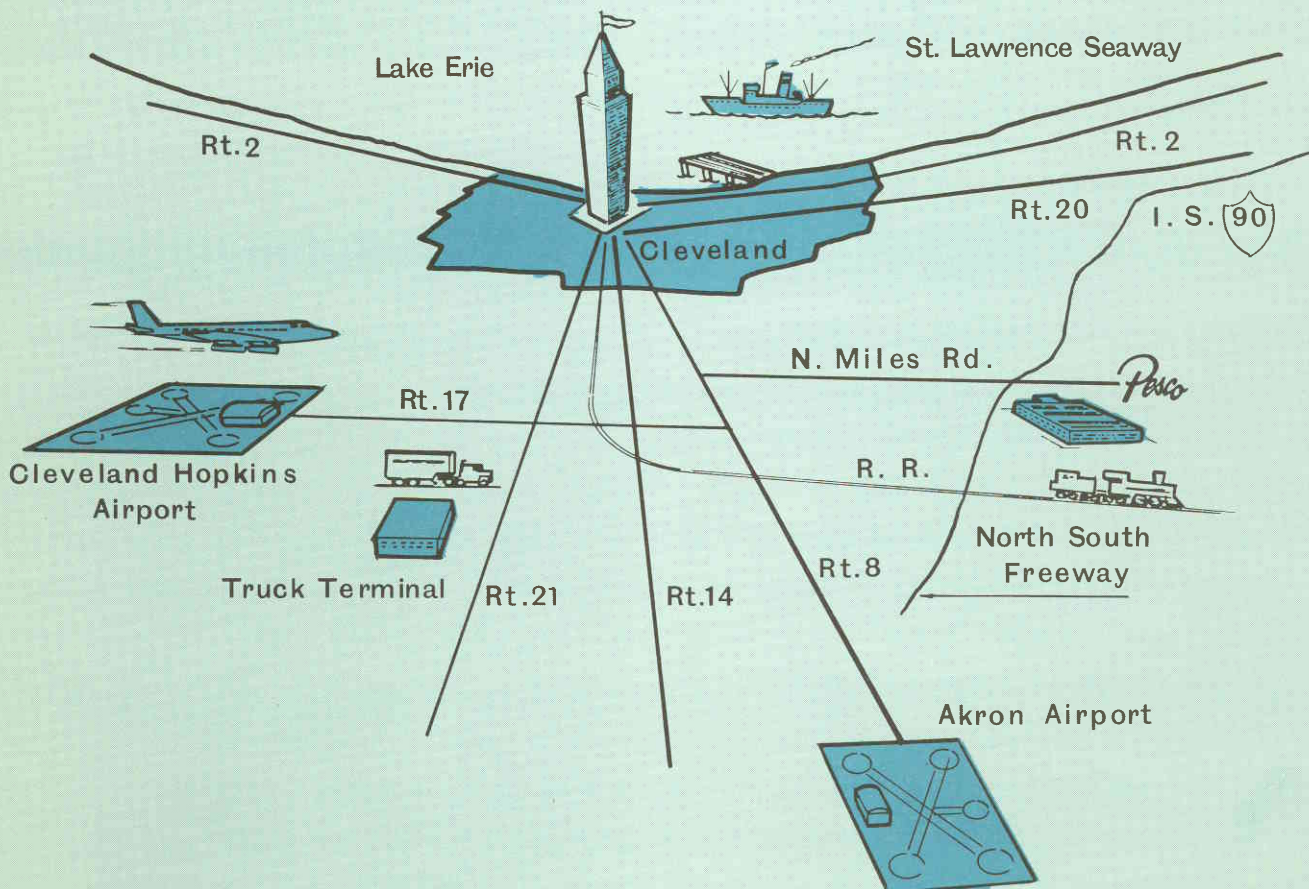 Lake Erie
St. Lawrence Seaway
Rt.2
Rt.2
Rt.20
I. S. 90
Cleveland
N. Miles Rd.
Pesco
Rt.17
Cleveland Hopkins
Airport
R. R.
Truck Terminal
Rt.21
Rt.14
Rt.8
North South
Freeway
Akron Airport